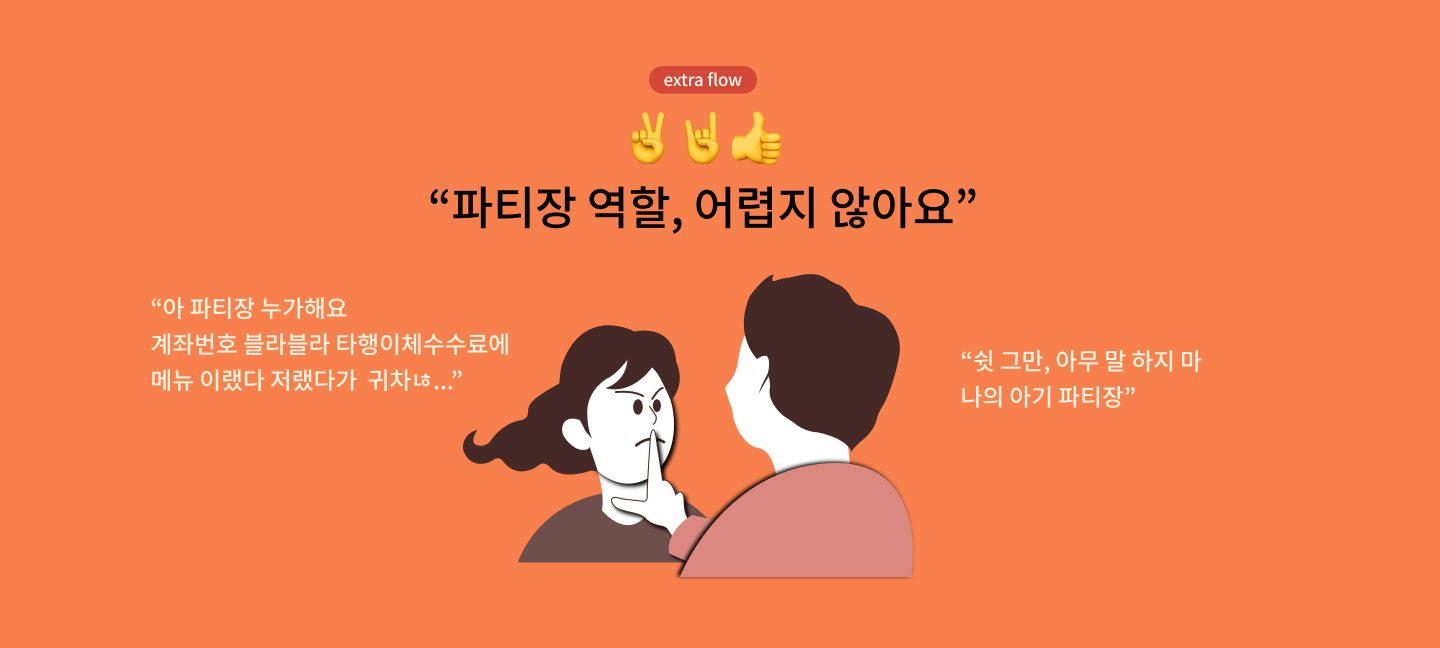 extra flow
“파티장 역할, 어렵지 않아요”
“아 파티장 누가해요
계좌번호 블라블라 타행이체수수료에
메뉴 이랬다 저랬다가 귀차ㄶ...”
“쉿 그만, 아무 말 하지 마
나의 아기 파티장”